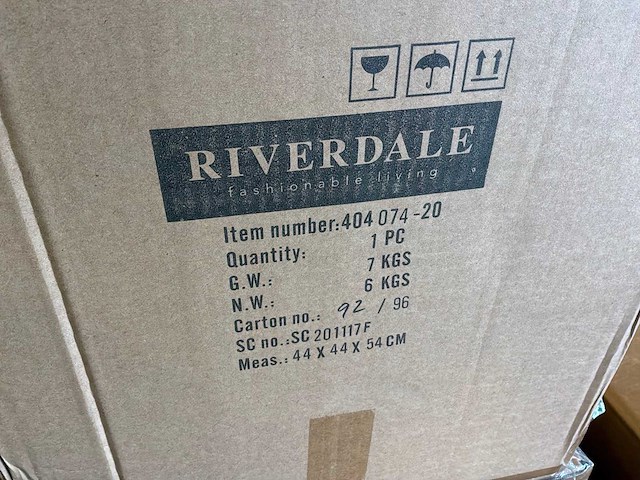 RIVERDALE
fashionable living
Item number: 404 074-20
Quantity: 1 PC
G.W.: 7 KGS
N.W.: 6 KGS
Carton no.: 92 / 96
SC no.: SC 201117F
Meas.: 44 X 44 X 54 CM